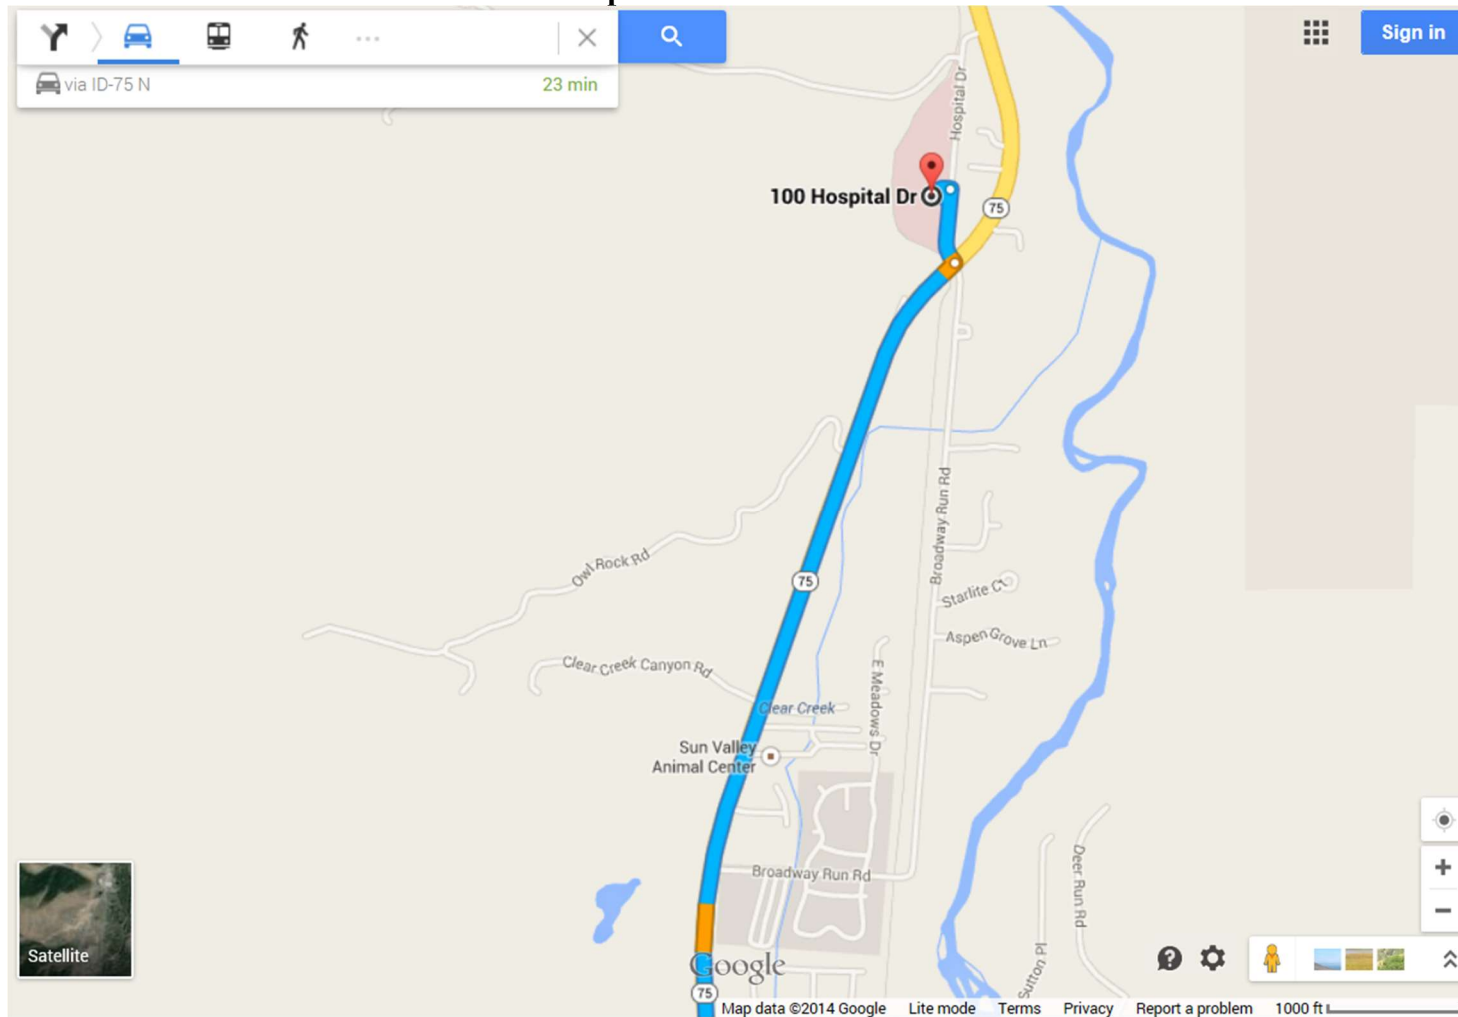 Sign in
via ID-75 N
23 min
Hospital Dr
100 Hospital Dr
75
Broadway Run Rd
Owl Rock Rd
75
Starlite Ct
Aspen Grove Ln
Clear Creek Canyon Rd
E Meadows Dr
Clear Creek
Sun Valley
Animal Center
Broadway Run Rd
Deer Run Rd
Satellite
Sutton Pl
Google
75
Map data ©2014 Google
Lite mode
Terms
Privacy
Report a problem
1000 ft